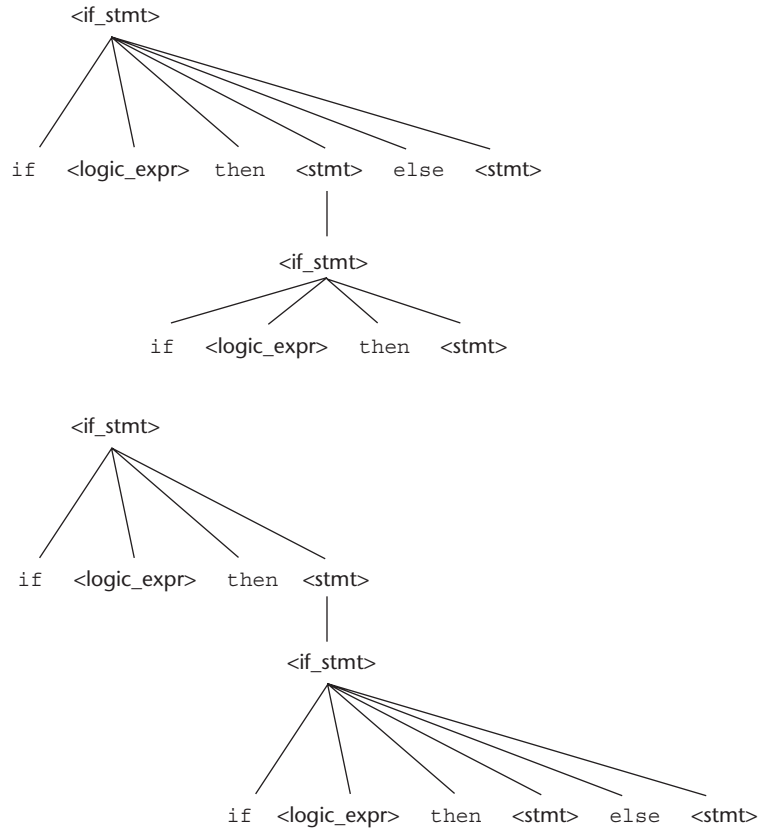 <if_stmt>
if <logic_expr> then <stmt> else <stmt>
<if_stmt>
if <logic_expr> then <stmt>
<if_stmt>
if <logic_expr> then <stmt>
<if_stmt>
if <logic_expr> then <stmt> else <stmt>